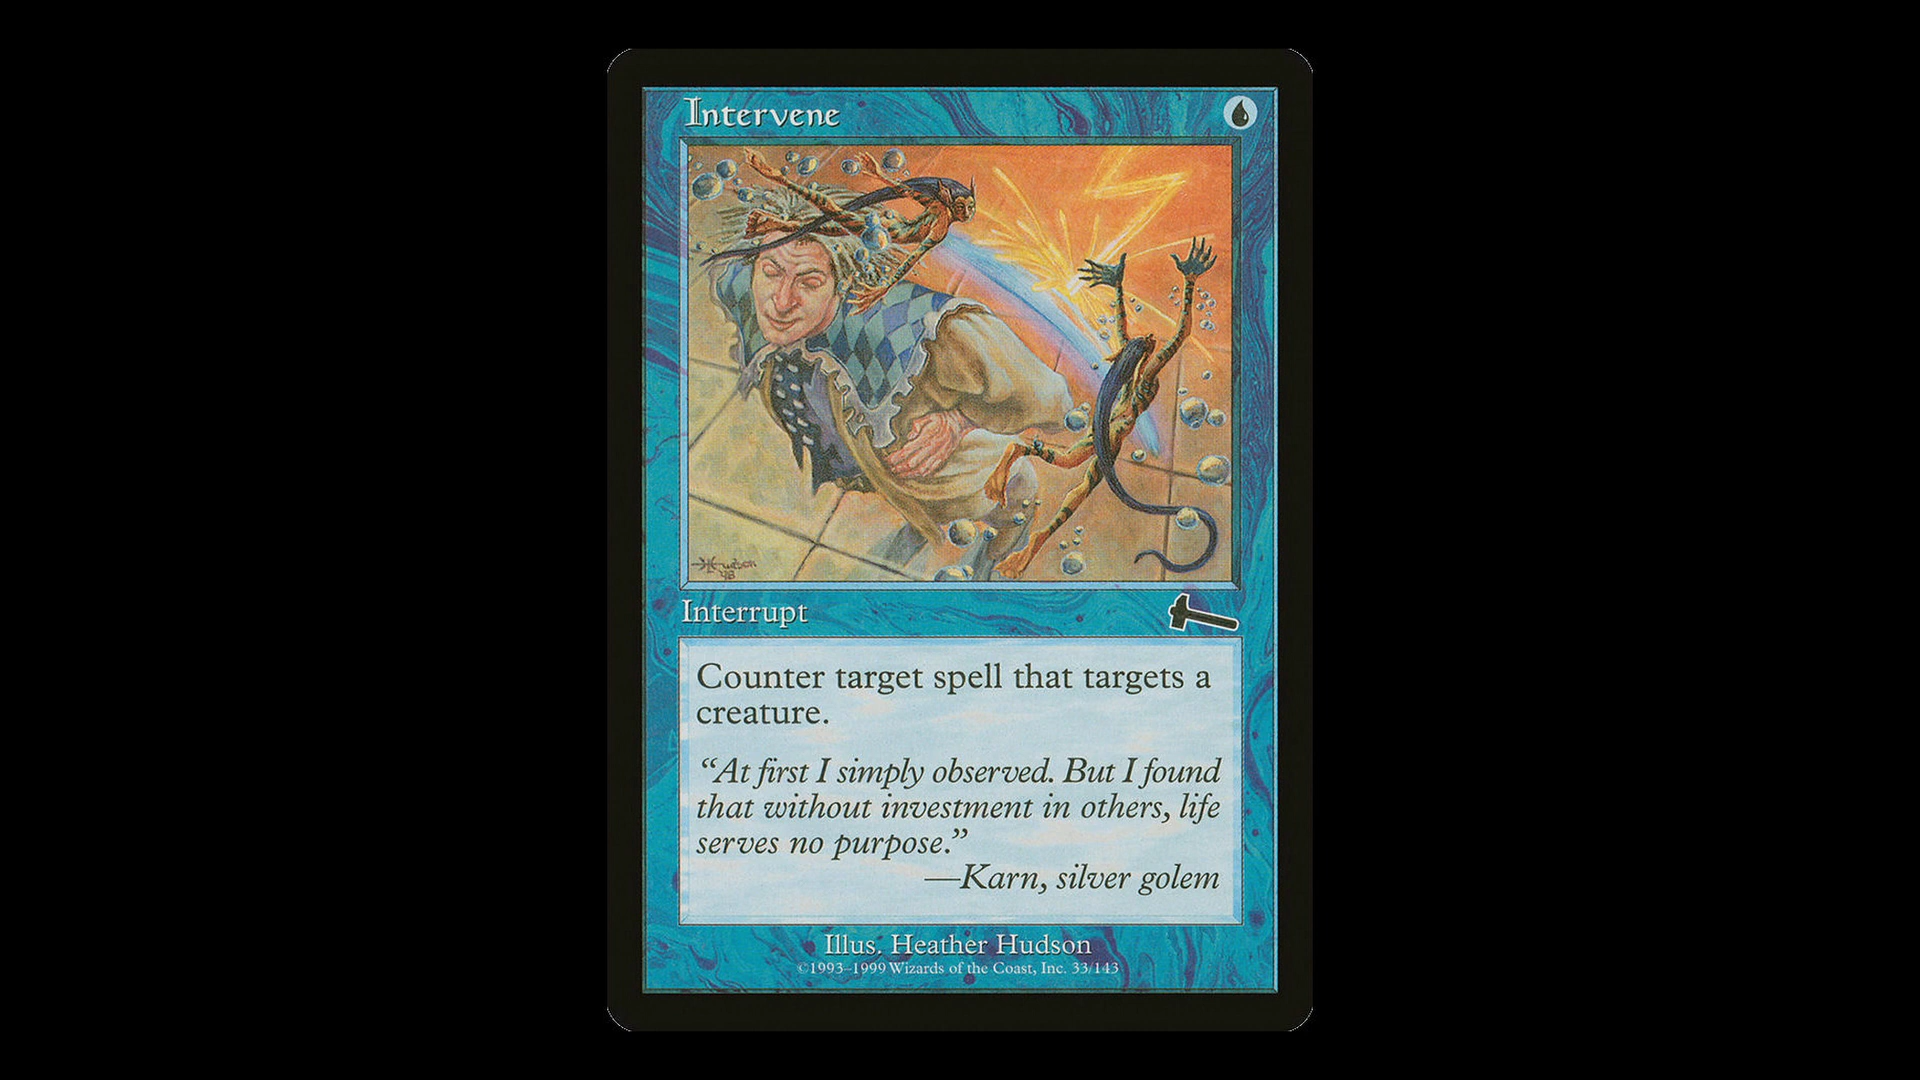 Intervene
Hudson
98
Interrupt
Counter target spell that targets a
creature.
“At first I simply observed. But I found
that without investment in others, life
serves no purpose.”
—Karn, silver golem
Illus. Heather Hudson
©1993–1999 Wizards of the Coast, Inc. 33/143